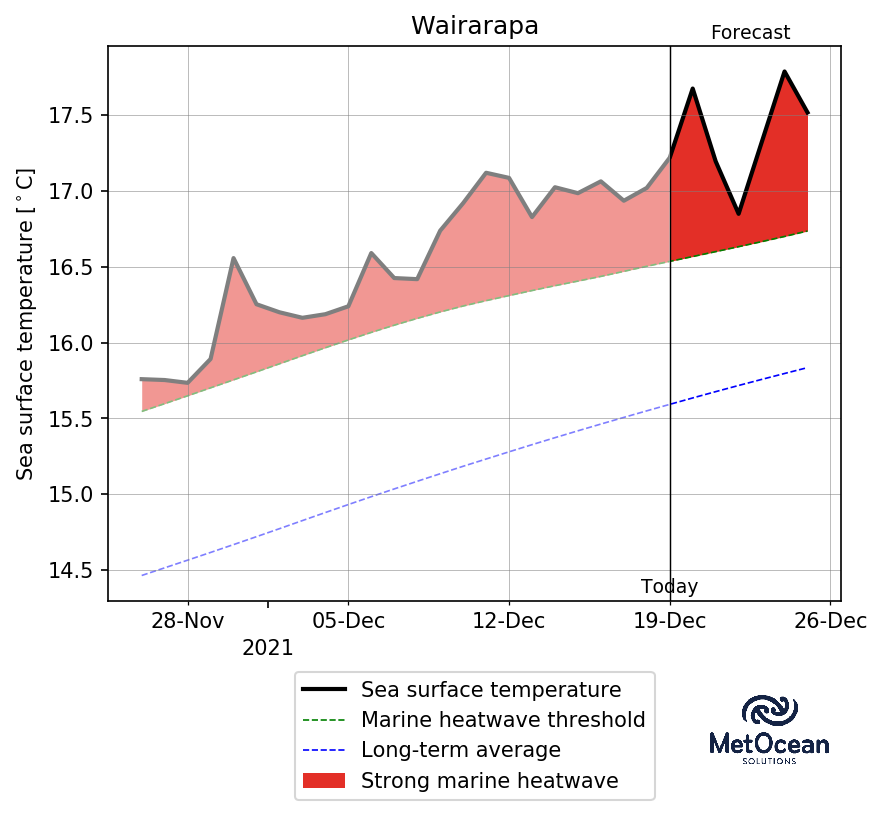 Wairarapa
Forecast
Sea surface temperature [°C]
17.5
17.0
16.5
16.0
15.5
15.0
14.5
Today
28-Nov
05-Dec
12-Dec
19-Dec
26-Dec
2021
Sea surface temperature
Marine heatwave threshold
Long-term average
Strong marine heatwave
MetOcean
SOLUTIONS